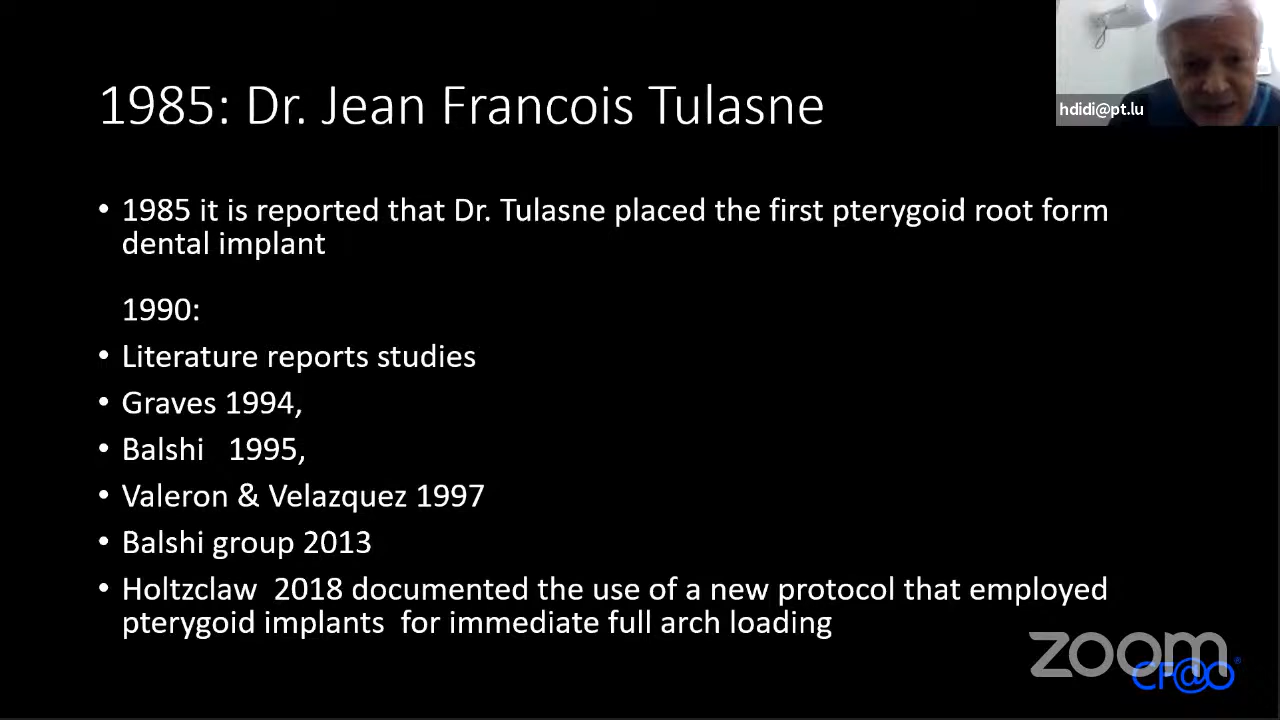 1985: Dr. Jean Francois Tulasne
hdidi@pt.lu
• 1985 it is reported that Dr. Tulasne placed the first pterygoid root form
dental implant
1990:
• Literature reports studies
• Graves 1994,
• Balshi   1995,
• Valeron & Velazquez 1997
• Balshi group 2013
• Holtzclaw  2018 documented the use of a new protocol that employed
pterygoid implants  for immediate full arch loading
zoom
CF@O®